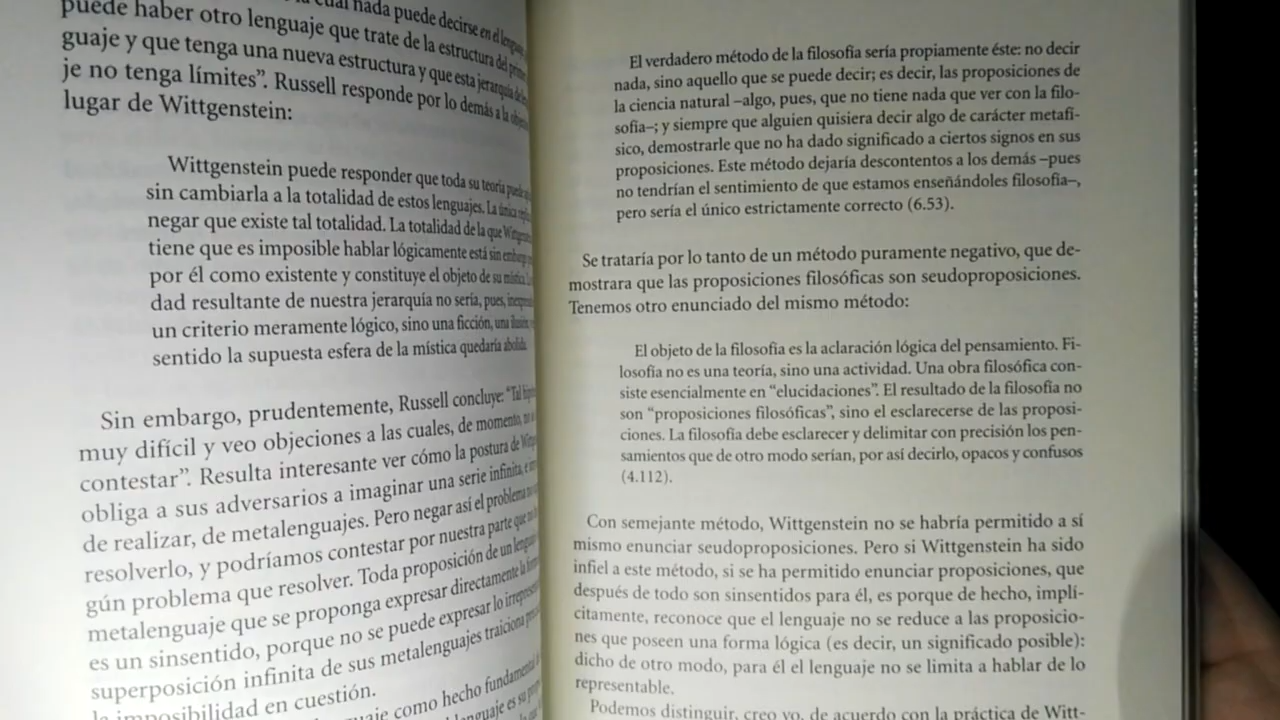 la cual nada puede decirse en el
puede haber otro lenguaje que trate de la estructura del
guaje y que tenga una nueva estructura y que esta jerarquía
je no tenga límites”. Russell responde por lo demás a la
lugar de Wittgenstein:
Wittgenstein puede responder que toda su teoría puede
sin cambiarla a la totalidad de estos lenguajes. La única
negar que existe tal totalidad. La totalidad de la que
tiene que es imposible hablar lógicamente está sin
por él como existente y constituye el objeto de su mística.
dad resultante de nuestra jerarquía no sería, pues,
un criterio meramente lógico, sino una ficción, una
sentido la supuesta esfera de la mística quedaría abolida.
Sin embargo, prudentemente, Russell concluye: “Tal
muy difícil y veo objeciones a las cuales, de momento,
contestar”. Resulta interesante ver cómo la postura de
obliga a sus adversarios a imaginar una serie infinita,
de realizar, de metalenguajes. Pero negar así el problema
resolverlo, y podríamos contestar por nuestra parte que
gún problema que resolver. Toda proposición de un
metalenguaje que se proponga expresar directamente la
es un sinsentido, porque no se puede expresar lo
superposición infinita de sus metalenguajes traiciona
la imposibilidad en cuestión.
como hecho fundamental
es su
El verdadero método de la filosofía sería propiamente éste: no decir
nada, sino aquello que se puede decir; es decir, las proposiciones de
la ciencia natural –algo, pues, que no tiene nada que ver con la filo-
sofía–; y siempre que alguien quisiera decir algo de carácter metafí-
sico, demostrarle que no ha dado significado a ciertos signos en sus
proposiciones. Este método dejaría descontentos a los demás –pues
no tendrían el sentimiento de que estamos enseñándoles filosofía–,
pero sería el único estrictamente correcto (6.53).
Se trataría por lo tanto de un método puramente negativo, que de-
mostrara que las proposiciones filosóficas son seudoproposiciones.
Tenemos otro enunciado del mismo método:
El objeto de la filosofía es la aclaración lógica del pensamiento. Fi-
losofía no es una teoría, sino una actividad. Una obra filosófica con-
siste esencialmente en “elucidaciones”. El resultado de la filosofía no
son “proposiciones filosóficas”, sino el esclarecerse de las proposi-
ciones. La filosofía debe esclarecer y delimitar con precisión los pen-
samientos que de otro modo serían, por así decirlo, opacos y confusos
(4.112).
Con semejante método, Wittgenstein no se habría permitido a sí
mismo enunciar seudoproposiciones. Pero si Wittgenstein ha sido
infiel a este método, si se ha permitido enunciar proposiciones, que
después de todo son sinsentidos para él, es porque de hecho, implí-
citamente, reconoce que el lenguaje no se reduce a las proposicio-
nes que poseen una forma lógica (es decir, un significado posible):
dicho de otro modo, para él el lenguaje no se limita a hablar de lo
representable.
Podemos distinguir, creo yo, de acuerdo con la práctica de Witt-